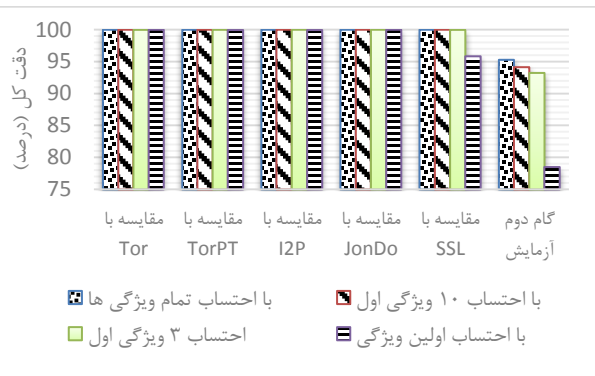 دقت کل (درصد)
100
95
90
85
80
75
مقایسه با Tor
مقایسه با TorPT
مقایسه با I2P
مقایسه با JonDo
مقایسه با SSL
گام دوم آزمایش
با احتساب تمام ویژگی ها
با احتساب ۱۰ ویژگی اول
احتساب ۳ ویژگی اول
با احتساب اولین ویژگی